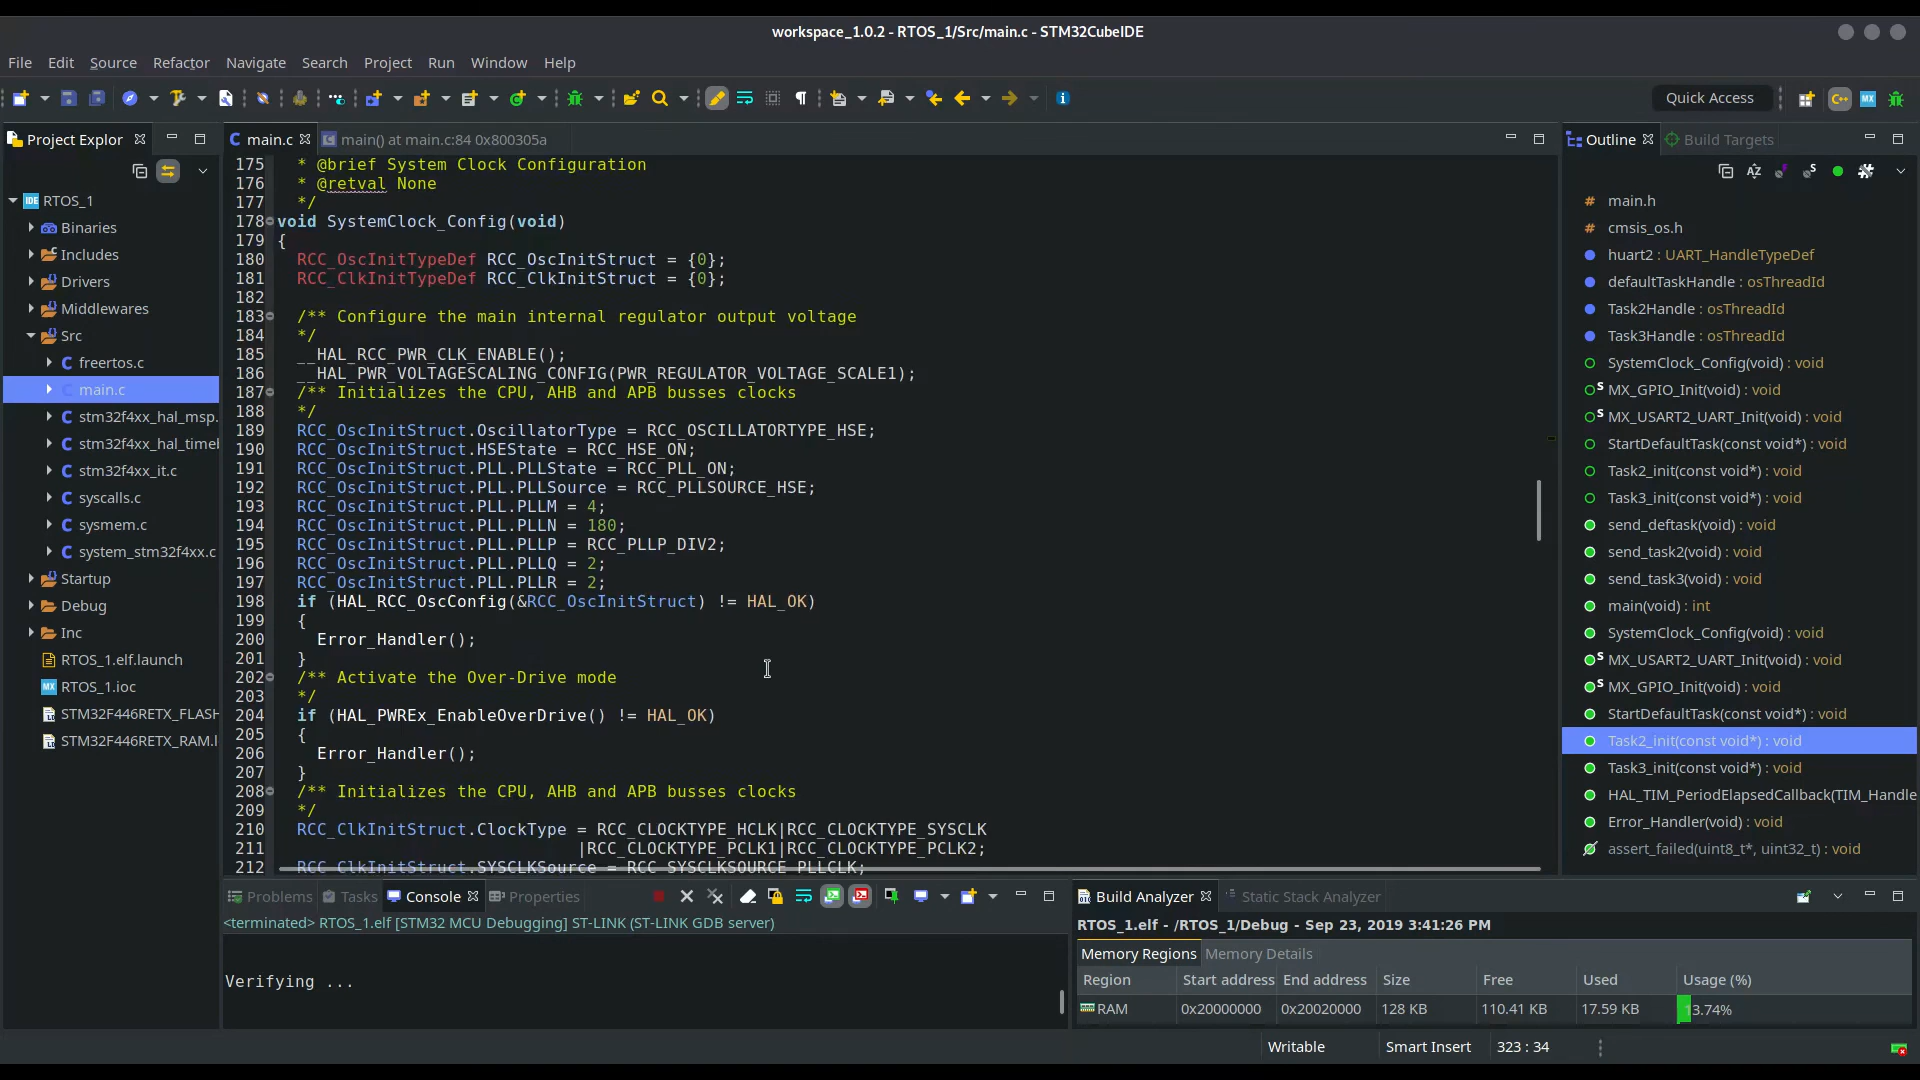 workspace_1.0.2 - RTOS_1/Src/main.c - STM32CubeIDE
File Edit Source Refactor Navigate Search Project Run Window Help
Quick Access
Project Explor
main.c
main() at main.c:84 0x800305a
Outline
Build Targets
RTOS_1
Binaries
Includes
Drivers
Middlewares
Src
freertos.c
main.c
stm32f4xx_hal_msp.
stm32f4xx_hal_timel
stm32f4xx_it.c
syscalls.c
sysmem.c
system_stm32f4xx.c
Startup
Debug
Inc
RTOS_1.elf.launch
RTOS_1.ioc
STM32F446RETX_FLASH
STM32F446RETX_RAM.l
175 * @brief System Clock Configuration
176 * @retval None
177 */
178 void SystemClock_Config(void)
179 {
180 RCC_OscInitTypeDef RCC_OscInitStruct = {0};
181 RCC_ClkInitTypeDef RCC_ClkInitStruct = {0};
182
183 /** Configure the main internal regulator output voltage
184 */
185 __HAL_RCC_PWR_CLK_ENABLE();
186 __HAL_PWR_VOLTAGESCALING_CONFIG(PWR_REGULATOR_VOLTAGE_SCALE1);
187 /** Initializes the CPU, AHB and APB busses clocks
188 */
189 RCC_OscInitStruct.OscillatorType = RCC_OSCILLATORTYPE_HSE;
190 RCC_OscInitStruct.HSEState = RCC_HSE_ON;
191 RCC_OscInitStruct.PLL.PLLState = RCC_PLL_ON;
192 RCC_OscInitStruct.PLL.PLLSource = RCC_PLLSOURCE_HSE;
193 RCC_OscInitStruct.PLL.PLLM = 4;
194 RCC_OscInitStruct.PLL.PLLN = 180;
195 RCC_OscInitStruct.PLL.PLLP = RCC_PLLP_DIV2;
196 RCC_OscInitStruct.PLL.PLLQ = 2;
197 RCC_OscInitStruct.PLL.PLLR = 2;
198 if (HAL_RCC_OscConfig(&RCC_OscInitStruct) != HAL_OK)
199 {
200 Error_Handler();
201 }
202 /** Activate the Over-Drive mode
203 */
204 if (HAL_PWREx_EnableOverDrive() != HAL_OK)
205 {
206 Error_Handler();
207 }
208 /** Initializes the CPU, AHB and APB busses clocks
209 */
210 RCC_ClkInitStruct.ClockType = RCC_CLOCKTYPE_HCLK|RCC_CLOCKTYPE_SYSCLK
211 |RCC_CLOCKTYPE_PCLK1|RCC_CLOCKTYPE_PCLK2;
212 RCC_ClkInitStruct.SYSCLKSource = RCC_SYSCLKSOURCE_PLLCLK;
main.h
cmsis_os.h
huart2 : UART_HandleTypeDef
defaultTaskHandle : osThreadId
Task2Handle : osThreadId
Task3Handle : osThreadId
SystemClock_Config(void) : void
MX_GPIO_Init(void) : void
MX_USART2_UART_Init(void) : void
StartDefaultTask(const void*) : void
Task2_init(const void*) : void
Task3_init(const void*) : void
send_deftask(void) : void
send_task2(void) : void
send_task3(void) : void
main(void) : int
SystemClock_Config(void) : void
MX_USART2_UART_Init(void) : void
MX_GPIO_Init(void) : void
StartDefaultTask(const void*) : void
Task2_init(const void*) : void
Task3_init(const void*) : void
HAL_TIM_PeriodElapsedCallback(TIM_Handle
Error_Handler(void) : void
assert_failed(uint8_t*, uint32_t) : void
Problems Tasks Console Properties
<terminated> RTOS_1.elf [STM32 MCU Debugging] ST-LINK (ST-LINK GDB server)
Verifying ...
Build Analyzer Static Stack Analyzer
RTOS_1.elf - /RTOS_1/Debug - Sep 23, 2019 3:41:26 PM
Memory Regions Memory Details
Region Start address End address Size Free Used Usage (%)
RAM 0x20000000 0x20020000 128 KB 110.41 KB 17.59 KB 13.74%
Writable Smart Insert 323 : 34